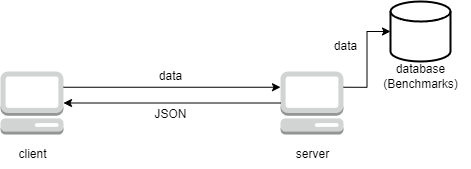 data
database
(Benchmarks)
data
JSON
client
server